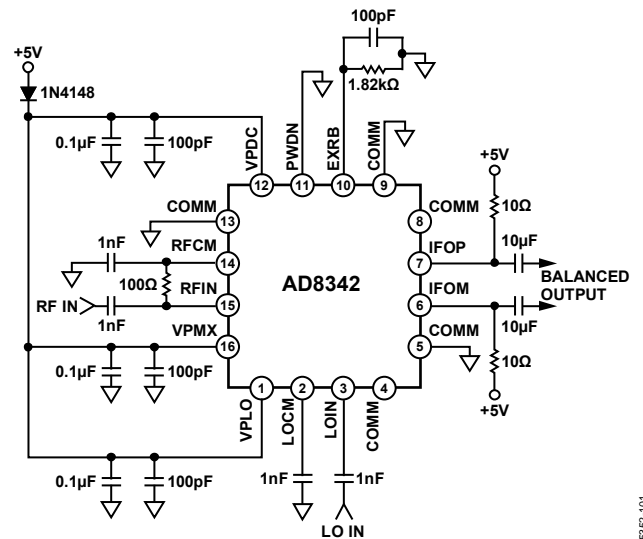 100pF
+5V
1N4148
1.82kΩ
0.1µF
100pF
VPDC
PWDN
EXRB
COMM
+5V
12
11
10
9
10Ω
COMM
13
8
COMM
1nF
RFCM
14
IFOP
7
10µF
100Ω
AD8342
BALANCED
OUTPUT
RF IN
RFIN
15
IFOM
6
1nF
10µF
VPMX
16
COMM
5
10Ω
0.1µF
100pF
1
2
3
4
+5V
VPLO
LOCM
LOIN
COMM
0.1µF
100pF
1nF
1nF
LO IN